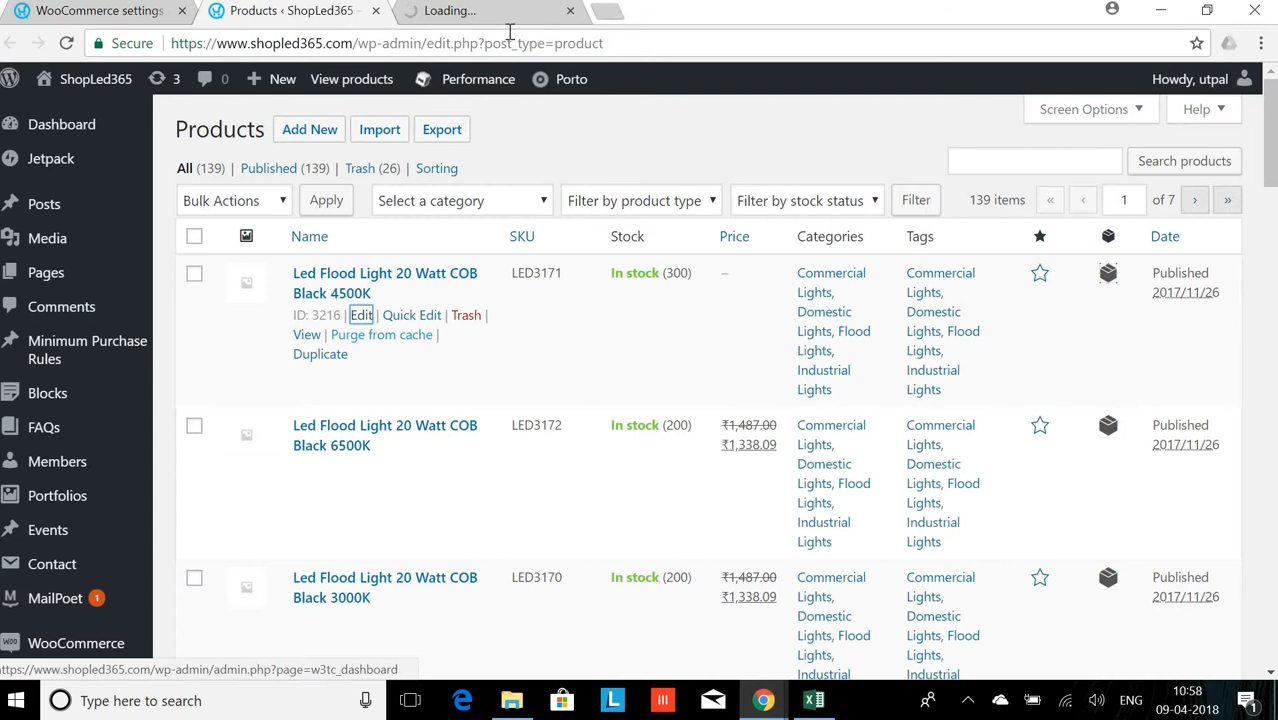 WooCommerce settings
Products ‹ ShopLed365 –
Loading...
Secure
https://www.shopled365.com/wp-admin/edit.php?post_type=product
ShopLed365
3
0
New
View products
Performance
Porto
Howdy, utpal
Dashboard
Jetpack
Posts
Media
Pages
Comments
Minimum Purchase
Rules
Blocks
FAQs
Members
Portfolios
Events
Contact
MailPoet 1
WooCommerce
Screen Options
Help
Products
Add New
Import
Export
All (139) | Published (139) | Trash (26) | Sorting
Search products
Bulk Actions
Apply
Select a category
Filter by product type
Filter by stock status
Filter
139 items « ‹ 1 of 7 › »
Name SKU Stock Price Categories Tags Date
Led Flood Light 20 Watt COB
Black 4500K
ID: 3216 | Edit | Quick Edit | Trash |
View | Purge from cache |
Duplicate
LED3171
In stock (300)
–
Commercial
Lights,
Domestic
Lights, Flood
Lights,
Industrial
Lights
Commercial
Lights,
Domestic
Lights, Flood
Lights,
Industrial
Lights
Published
2017/11/26
Led Flood Light 20 Watt COB
Black 6500K
LED3172
In stock (200)
₹1,487.00
₹1,338.09
Commercial
Lights,
Domestic
Lights, Flood
Lights,
Industrial
Lights
Commercial
Lights,
Domestic
Lights, Flood
Lights,
Industrial
Lights
Published
2017/11/26
Led Flood Light 20 Watt COB
Black 3000K
LED3170
In stock (200)
₹1,487.00
₹1,338.09
Commercial
Lights,
Domestic
Lights, Flood
Lights,
Industrial
Commercial
Lights,
Domestic
Lights, Flood
Lights,
Industrial
Published
2017/11/26
https://www.shopled365.com/wp-admin/admin.php?page=w3tc_dashboard
Type here to search
ENG
10:58
09-04-2018
1